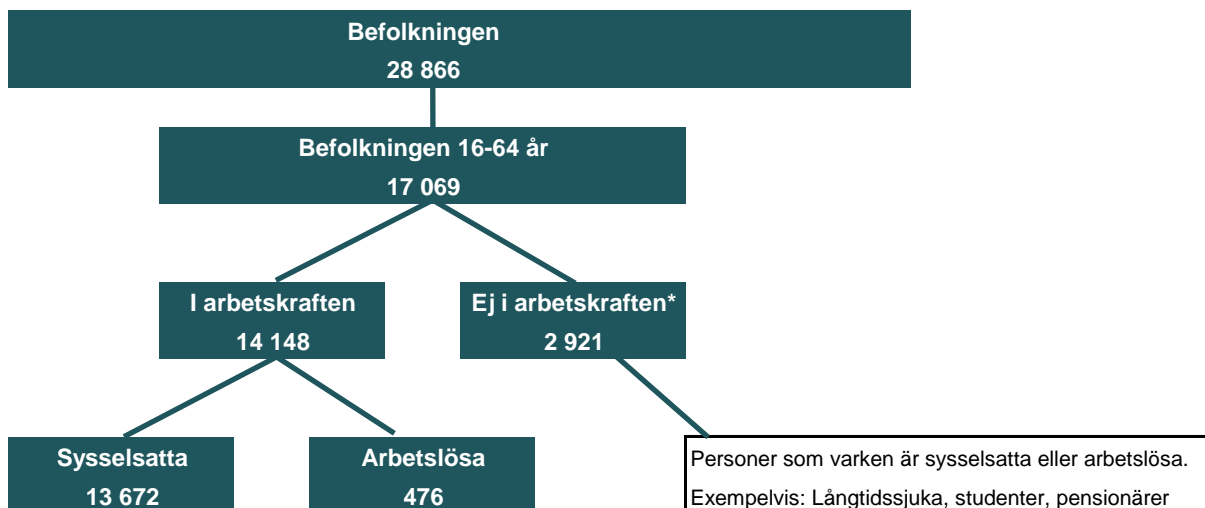 Befolkningen
28 866
Befolkningen 16-64 år
17 069
I arbetskraften
14 148
Ej i arbetskraften*
2 921
Sysselsatta
13 672
Arbetslösa
476
Personer som varken är sysselsatta eller arbetslösa.
Exempelvis: Långtidssjuka, studenter, pensionärer